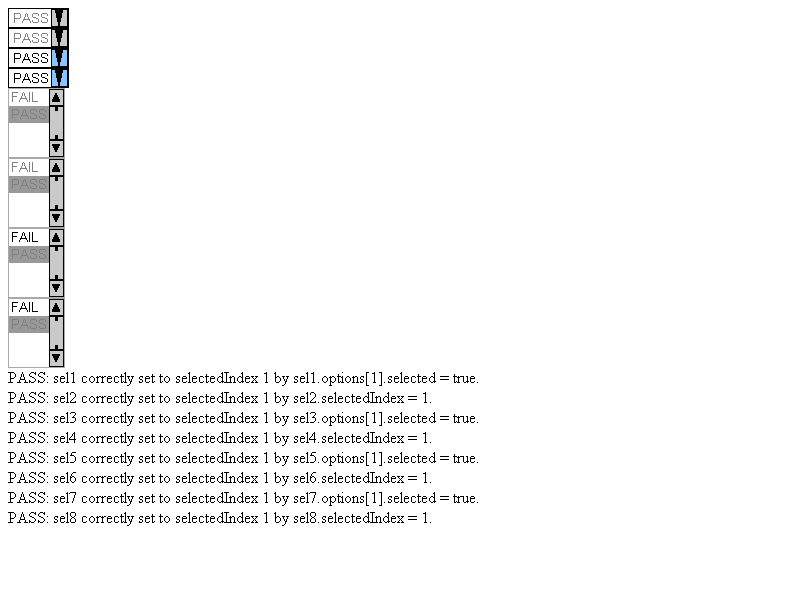 PASS
PASS
PASS
PASS
FAIL
PASS
FAIL
PASS
FAIL
PASS
FAIL
PASS
PASS: sel1 correctly set to selectedIndex 1 by sel1.options[1].selected = true.
PASS: sel2 correctly set to selectedIndex 1 by sel2.selectedIndex = 1.
PASS: sel3 correctly set to selectedIndex 1 by sel3.options[1].selected = true.
PASS: sel4 correctly set to selectedIndex 1 by sel4.selectedIndex = 1.
PASS: sel5 correctly set to selectedIndex 1 by sel5.options[1].selected = true.
PASS: sel6 correctly set to selectedIndex 1 by sel6.selectedIndex = 1.
PASS: sel7 correctly set to selectedIndex 1 by sel7.options[1].selected = true.
PASS: sel8 correctly set to selectedIndex 1 by sel8.selectedIndex = 1.